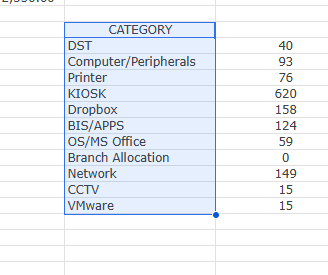 CATEGORY
DST 40
Computer/Peripherals 93
Printer 76
KIOSK 620
Dropbox 158
BIS/APPS 124
OS/MS Office 59
Branch Allocation 0
Network 149
CCTV 15
VMware 15